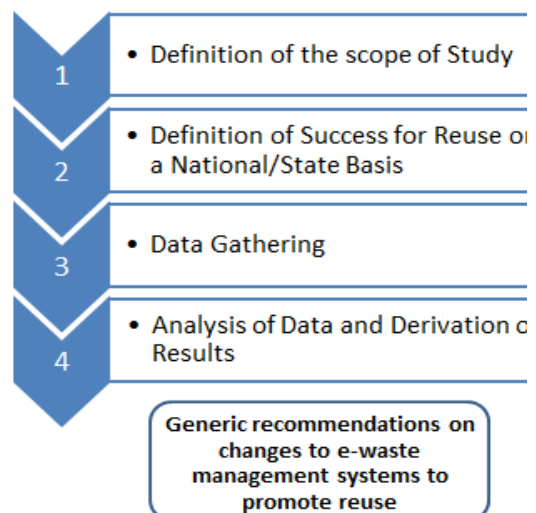 1
• Definition of the scope of Study
2
• Definition of Success for Reuse o
a National/State Basis
3
• Data Gathering
4
• Analysis of Data and Derivation o
Results
Generic recommendations on
changes to e-waste
management systems to
promote reuse